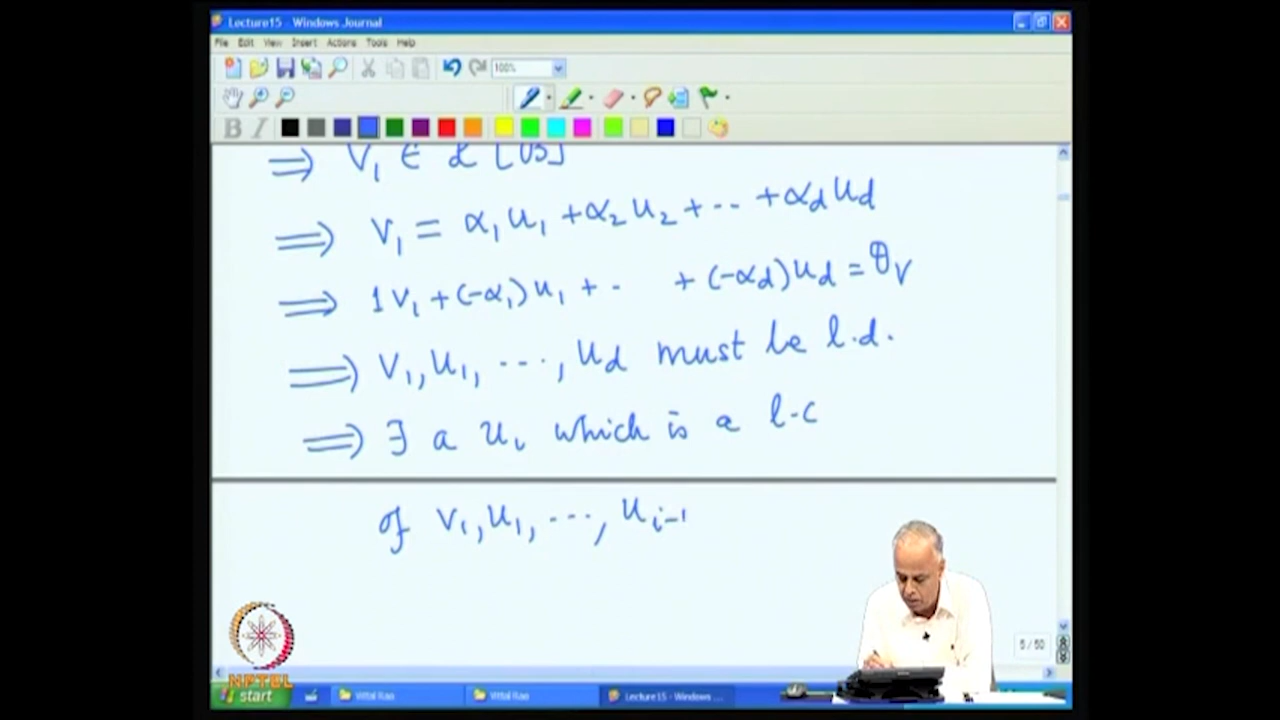 Lecture15 - Windows Journal
File Edit View Insert Actions Tools Help
100%
B I
⟹ V₁ ∈ L [U]
⟹ V₁ = α₁u₁ + α₂u₂ + ·· + α_d u_d
⟹ 1V₁ + (-α₁)u₁ + ·  + (-α_d)u_d = θ_V
⟹ V₁, u₁, ···, u_d must be l.d.
⟹ ∃ a uᵢ which is a l.c
of V₁, u₁, ···, uᵢ₋₁
5 / 50
NPTEL
start Vittal Rao Vittal Rao Lecture15 - Windows ...